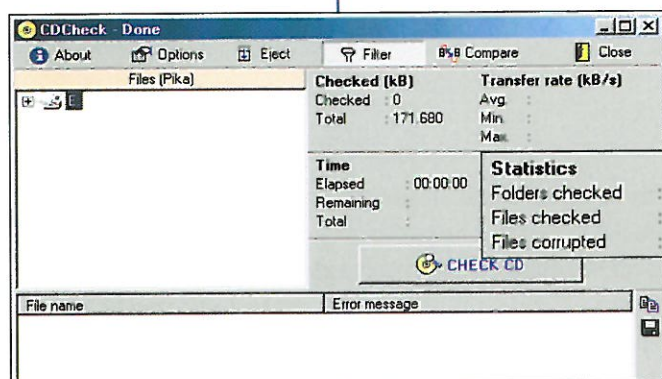 CDCheck - Done
About Options Eject Filter Compare Close
Files (Pika)
E
Checked (kB)
Checked : 0
Total : 171.680
Transfer rate (kB/s)
Avg. :
Min. :
Max. :
Time
Elapsed : 00:00:00
Remaining :
Total :
Statistics
Folders checked :
Files checked :
Files corrupted :
CHECK CD
File name Error message